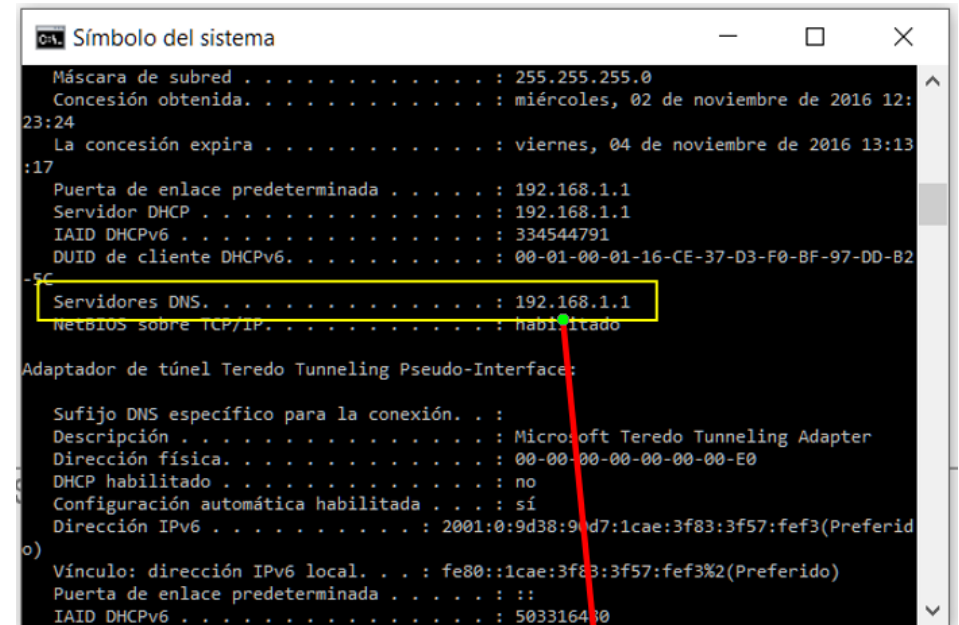 Símbolo del sistema
Máscara de subred . . . . . . . . . . . . : 255.255.255.0
Concesión obtenida. . . . . . . . . . . . : miércoles, 02 de noviembre de 2016 12:
23:24
La concesión expira . . . . . . . . . . . : viernes, 04 de noviembre de 2016 13:13
:17
Puerta de enlace predeterminada . . . . . : 192.168.1.1
Servidor DHCP . . . . . . . . . . . . . . : 192.168.1.1
IAID DHCPv6 . . . . . . . . . . . . . . . : 334544791
DUID de cliente DHCPv6. . . . . . . . . . : 00-01-00-01-16-CE-37-D3-F0-BF-97-DD-B2
-5C
Servidores DNS. . . . . . . . . . . . . . : 192.168.1.1
NetBIOS sobre TCP/IP. . . . . . . . . . . : habilitado
Adaptador de túnel Teredo Tunneling Pseudo-Interface:
Sufijo DNS específico para la conexión. . :
Descripción . . . . . . . . . . . . . . . : Microsoft Teredo Tunneling Adapter
Dirección física. . . . . . . . . . . . . : 00-00-00-00-00-00-00-E0
DHCP habilitado . . . . . . . . . . . . . : no
Configuración automática habilitada . . . : sí
Dirección IPv6 . . . . . . . . . . . : 2001:0:9d38:90d7:1cae:3f83:3f57:fef3(Preferid
o)
Vínculo: dirección IPv6 local. . . : fe80::1cae:3f83:3f57:fef3%2(Preferido)
Puerta de enlace predeterminada . . . . . : ::
IAID DHCPv6 . . . . . . . . . . . . . . . : 503316480